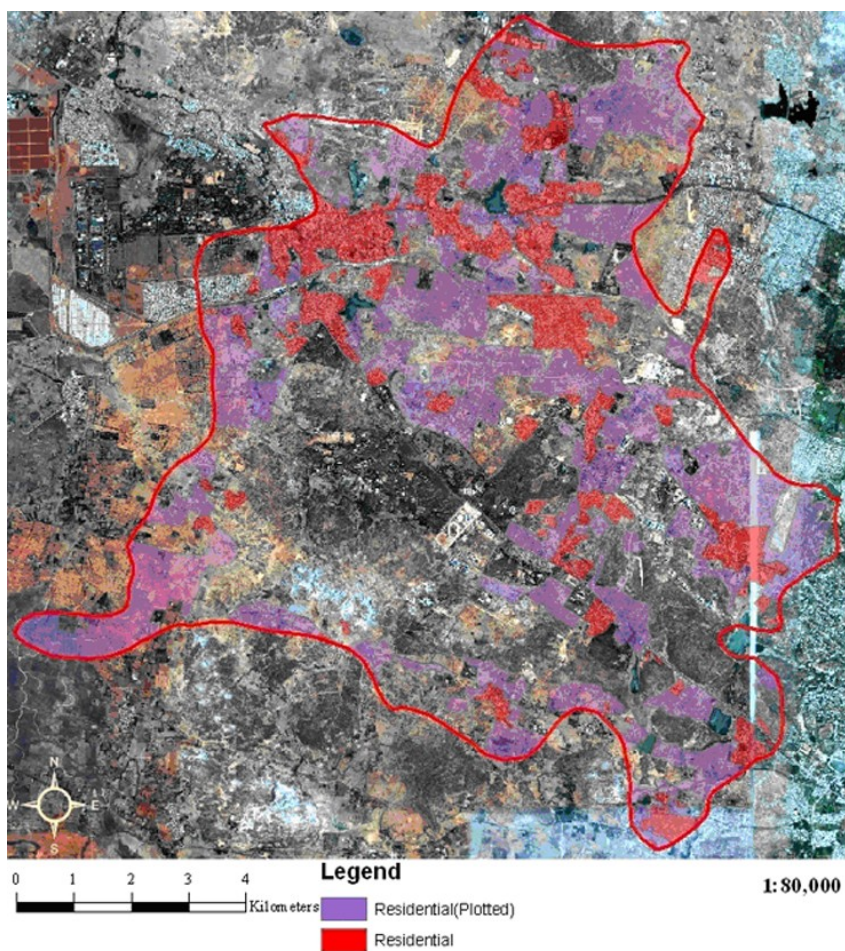 N
W E
S
0 1 2 3 4
Kilometers
Legend
1:80,000
Residential(Plotted)
Residential